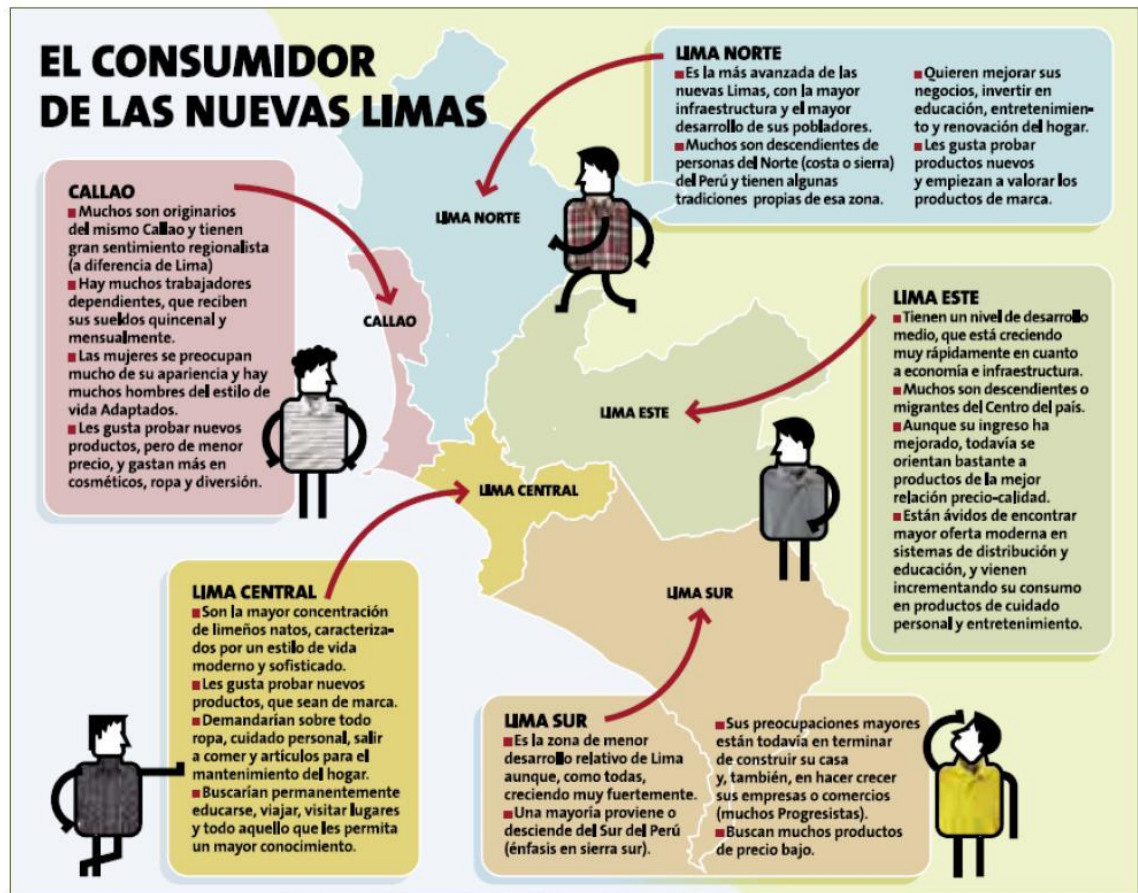 EL CONSUMIDOR
DE LAS NUEVAS LIMAS
LIMA NORTE
■Es la más avanzada de las
nuevas Limas, con la mayor
infraestructura y el mayor
desarrollo de sus pobladores.
■Muchos son descendientes de
personas del Norte (costa o sierra)
del Perú y tienen algunas
tradiciones propias de esa zona.
■Quieren mejorar sus
negocios, invertir en
educación, entretenimien-
to y renovación del hogar.
■Les gusta probar
productos nuevos
y empiezan a valorar los
productos de marca.
CALLAO
■Muchos son originarios
del mismo Callao y tienen
gran sentimiento regionalista
(a diferencia de Lima)
■Hay muchos trabajadores
dependientes, que reciben
sus sueldos quincenal y
mensualmente.
■Las mujeres se preocupan
mucho de su apariencia y hay
muchos hombres del estilo de
vida Adaptados.
■Les gusta probar nuevos
productos, pero de menor
precio, y gastan más en
cosméticos, ropa y diversión.
LIMA NORTE
CALLAO
LIMA ESTE
LIMA CENTRAL
LIMA SUR
LIMA ESTE
■Tienen un nivel de desarrollo
medio, que está creciendo
muy rápidamente en cuanto
a economía e infraestructura.
■Muchos son descendientes o
migrantes del Centro del país.
■Aunque su ingreso ha
mejorado, todavía se
orientan bastante a
productos de la mejor
relación precio-calidad.
■Están ávidos de encontrar
mayor oferta moderna en
sistemas de distribución y
educación, y vienen
incrementando su consumo
en productos de cuidado
personal y entretenimiento.
LIMA CENTRAL
■Son la mayor concentración
de limeños natos, caracteriza-
dos por un estilo de vida
moderno y sofisticado.
■Les gusta probar nuevos
productos, que sean de marca.
■Demandarían sobre todo
ropa, cuidado personal, salir
a comer y artículos para el
mantenimiento del hogar.
■Buscarían permanentemente
educarse, viajar, visitar lugares
y todo aquello que les permita
un mayor conocimiento.
LIMA SUR
■Es la zona de menor
desarrollo relativo de Lima
aunque, como todas,
creciendo muy fuertemente.
■Una mayoría proviene o
desciende del Sur del Perú
(énfasis en sierra sur).
■Sus preocupaciones mayores
están todavía en terminar
de construir su casa
y, también, en hacer crecer
sus empresas o comercios
(muchos Progresistas).
■Buscan muchos productos
de precio bajo.